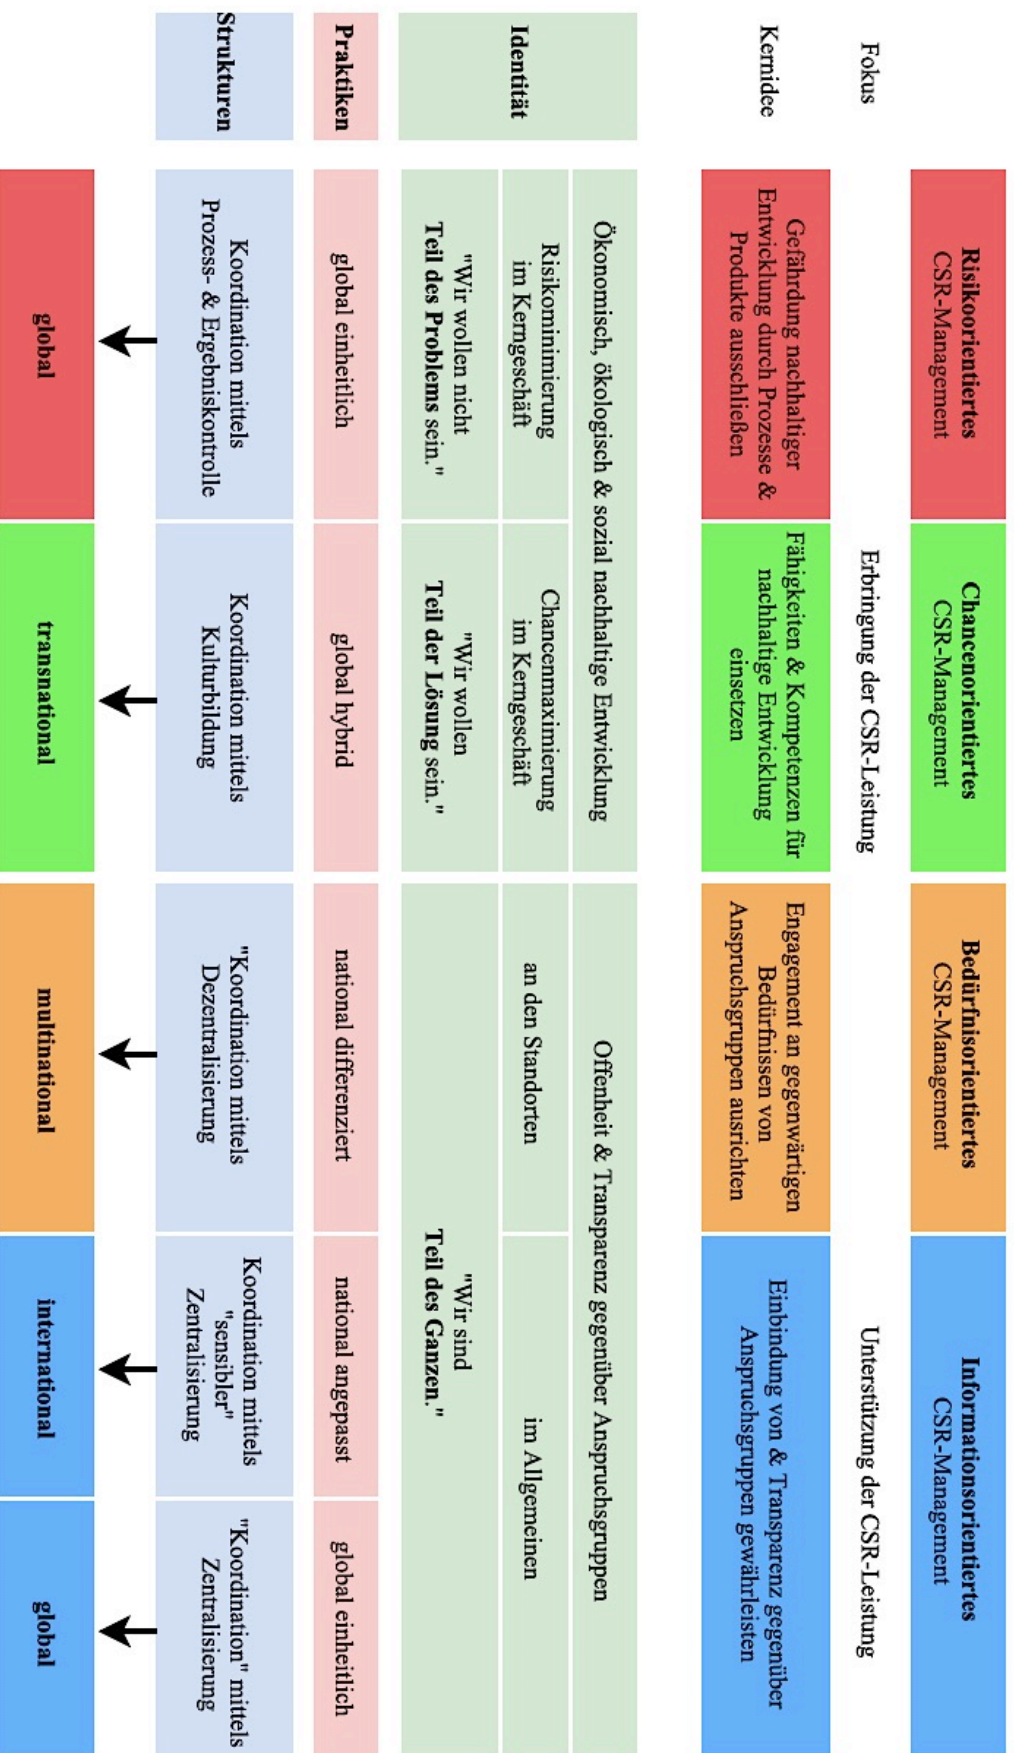 Risikoorientiertes
CSR-Management
Chancenorientiertes
CSR-Management
Bedürfnisorientiertes
CSR-Management
Informationsorientiertes
CSR-Management
Fokus
Erbringung der CSR-Leistung
Unterstützung der CSR-Leistung
Kernidee
Gefährdung nachhaltiger
Entwicklung durch Prozesse &
Produkte ausschließen
Fähigkeiten & Kompetenzen für
nachhaltige Entwicklung
einsetzen
Engagement an gegenwärtigen
Bedürfnissen von
Anspruchsgruppen ausrichten
Einbindung von & Transparenz gegenüber
Anspruchsgruppen gewährleisten
Identität
Ökonomisch, ökologisch & sozial nachhaltige Entwicklung
Offenheit & Transparenz gegenüber Anspruchsgruppen
Risikominimierung
im Kerngeschäft
Chancenmaximierung
im Kerngeschäft
an den Standorten
im Allgemeinen
"Wir wollen nicht
Teil des Problems sein."
"Wir wollen
Teil der Lösung sein."
"Wir sind
Teil des Ganzen."
Praktiken
global einheitlich
global hybrid
national differenziert
national angepasst
global einheitlich
Strukturen
Koordination mittels
Prozess- & Ergebniskontrolle
Koordination mittels
Kulturbildung
"Koordination mittels
Dezentralisierung
Koordination mittels
"sensibler"
Zentralisierung
"Koordination" mittels
Zentralisierung
global
transnational
multinational
international
global